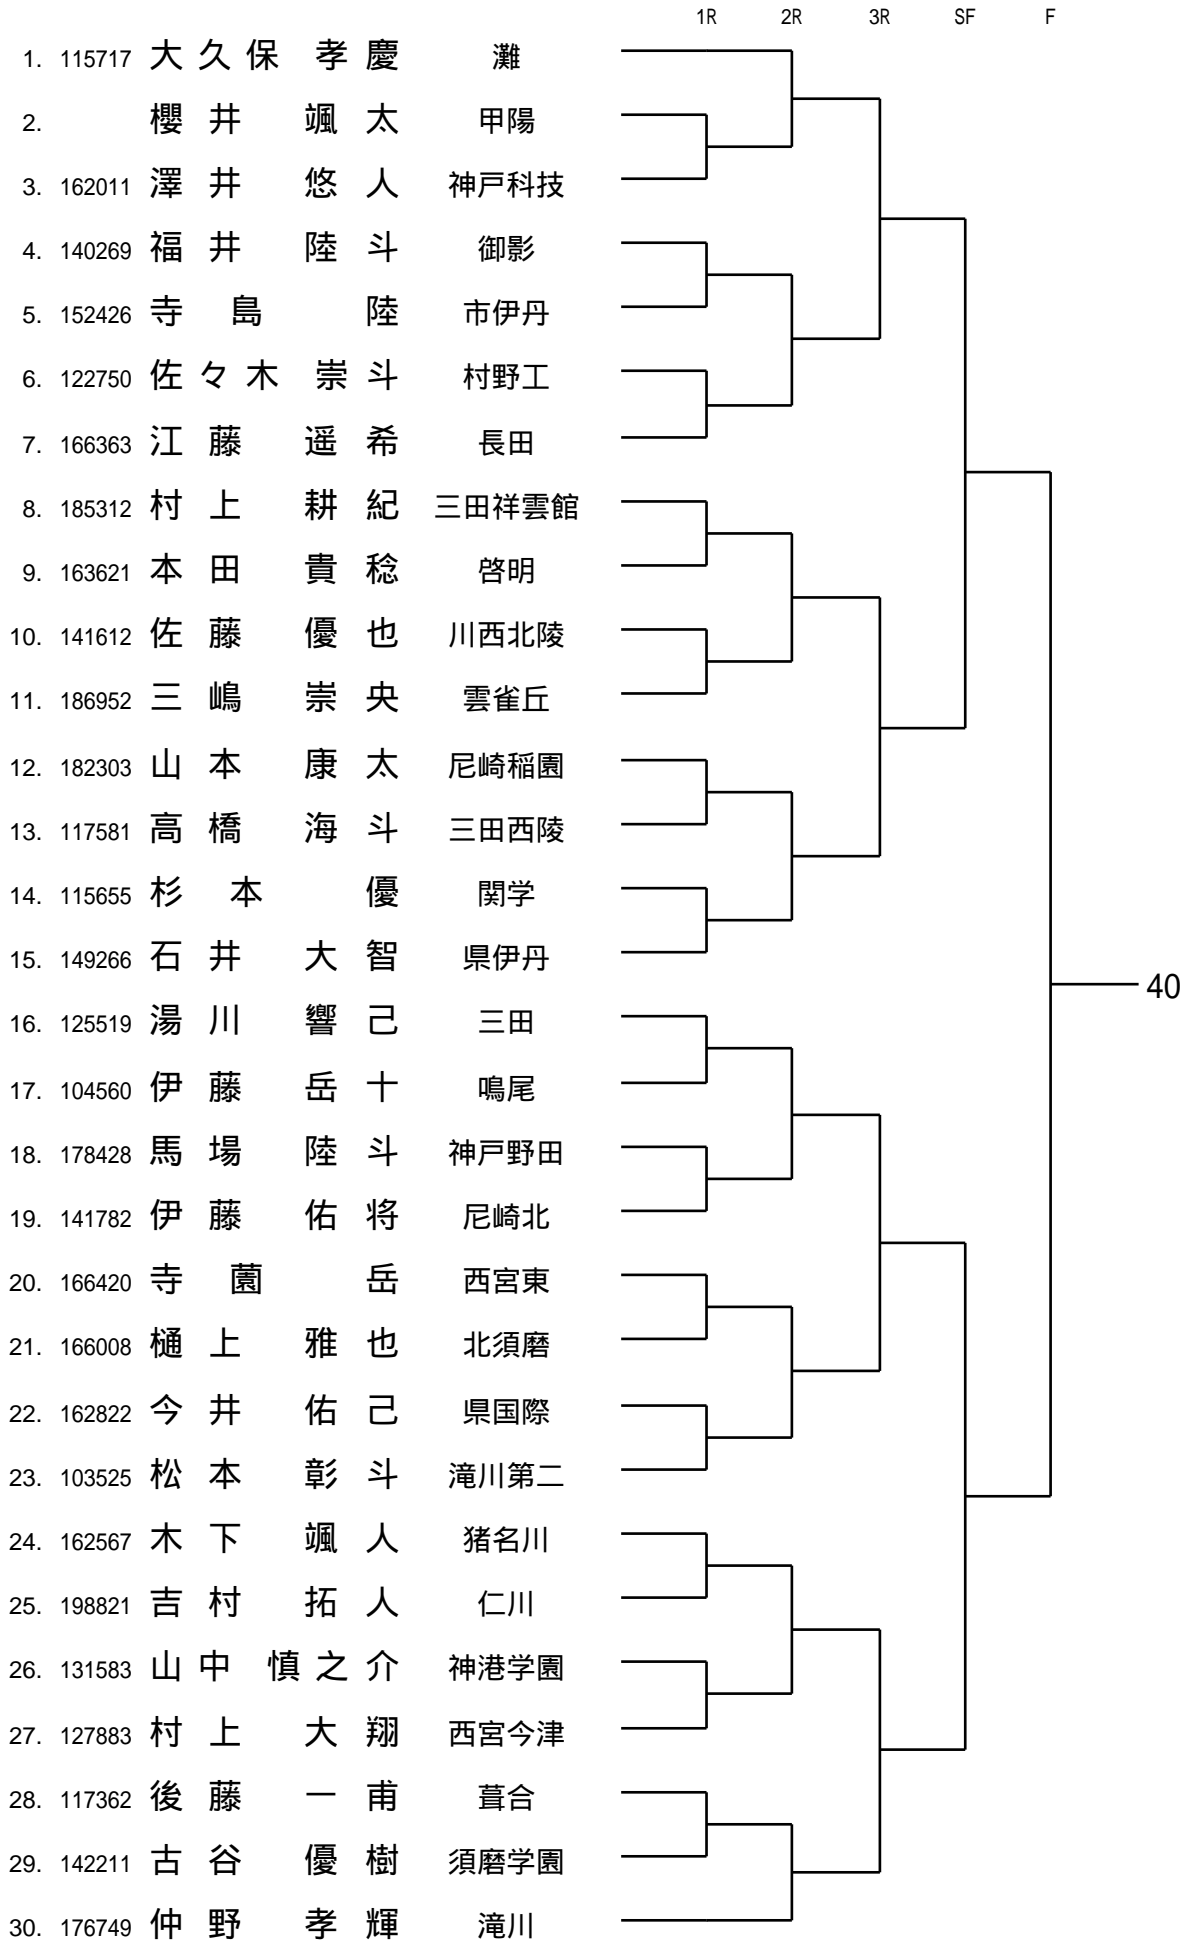 1R 2R 3R SF F
1. 115717 大久保 孝慶 灘
2. 櫻井 颯太 甲陽
3. 162011 澤井 悠人 神戸科技
4. 140269 福井 陸斗 御影
5. 152426 寺島 陸 市伊丹
6. 122750 佐々木 崇斗 村野工
7. 166363 江藤 遥希 長田
8. 185312 村上 耕紀 三田祥雲館
9. 163621 本田 貴稔 啓明
10. 141612 佐藤 優也 川西北陵
11. 186952 三嶋 崇央 雲雀丘
12. 182303 山本 康太 尼崎稲園
13. 117581 高橋 海斗 三田西陵
14. 115655 杉本 優 関学
15. 149266 石井 大智 県伊丹
40
16. 125519 湯川 響己 三田
17. 104560 伊藤 岳十 鳴尾
18. 178428 馬場 陸斗 神戸野田
19. 141782 伊藤 佑将 尼崎北
20. 166420 寺薗 岳 西宮東
21. 166008 樋上 雅也 北須磨
22. 162822 今井 佑己 県国際
23. 103525 松本 彰斗 滝川第二
24. 162567 木下 颯人 猪名川
25. 198821 吉村 拓人 仁川
26. 131583 山中 慎之介 神港学園
27. 127883 村上 大翔 西宮今津
28. 117362 後藤 一甫 葺合
29. 142211 古谷 優樹 須磨学園
30. 176749 仲野 孝輝 滝川